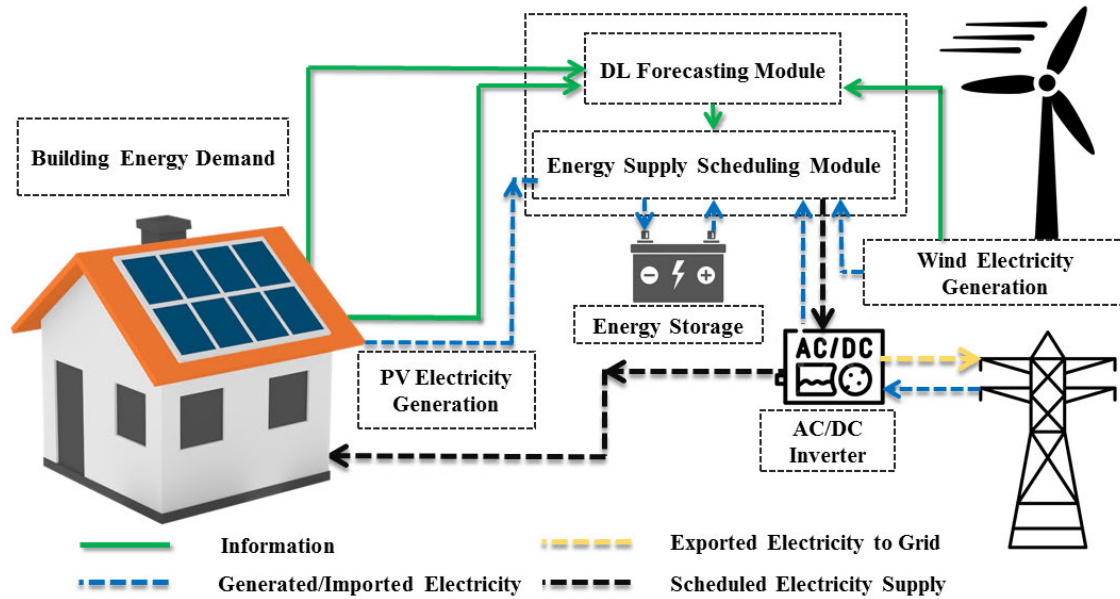 DL Forecasting Module
Building Energy Demand
Energy Supply Scheduling Module
Wind Electricity
Generation
Energy Storage
AC/DC
PV Electricity
Generation
AC/DC
Inverter
Information
Exported Electricity to Grid
Generated/Imported Electricity
Scheduled Electricity Supply